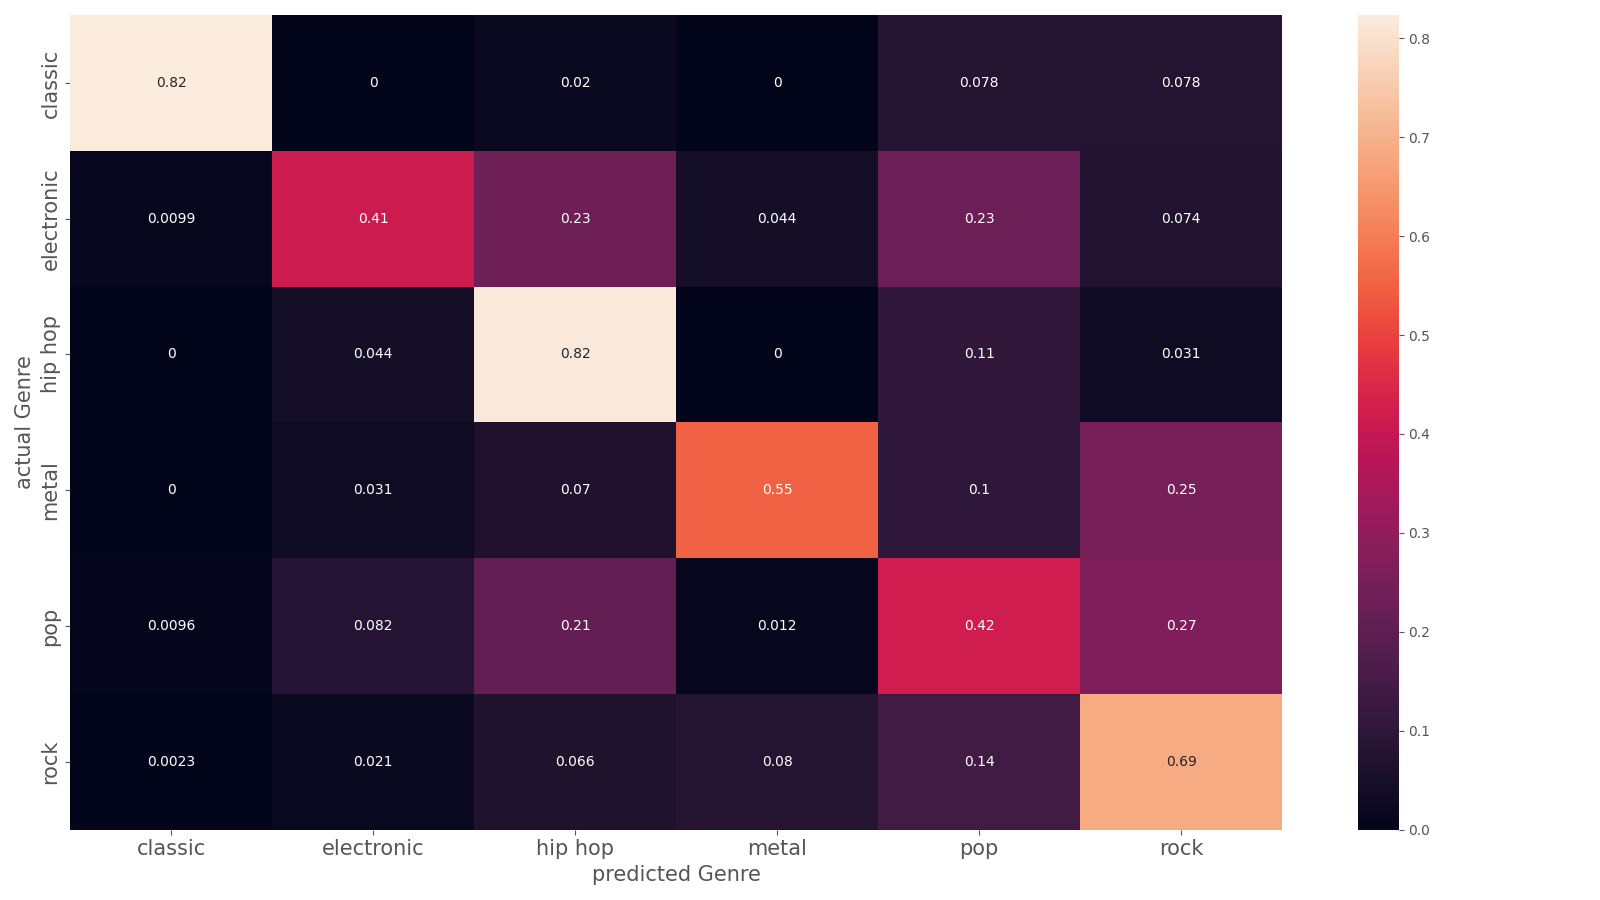 classic 0.82 0 0.02 0 0.078 0.078
electronic 0.0099 0.41 0.23 0.044 0.23 0.074
hip hop 0 0.044 0.82 0 0.11 0.031
metal 0 0.031 0.07 0.55 0.1 0.25
pop 0.0096 0.082 0.21 0.012 0.42 0.27
rock 0.0023 0.021 0.066 0.08 0.14 0.69
actual Genre
classic electronic hip hop metal pop rock
predicted Genre
0.8
0.7
0.6
0.5
0.4
0.3
0.2
0.1
0.0